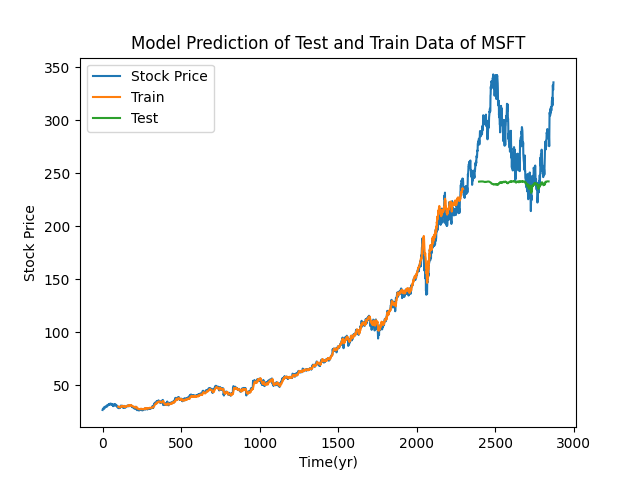 Model Prediction of Test and Train Data of MSFT
Stock Price
Train
Test
350
300
250
200
150
100
50
Stock Price
0
500
1000
1500
2000
2500
3000
Time(yr)